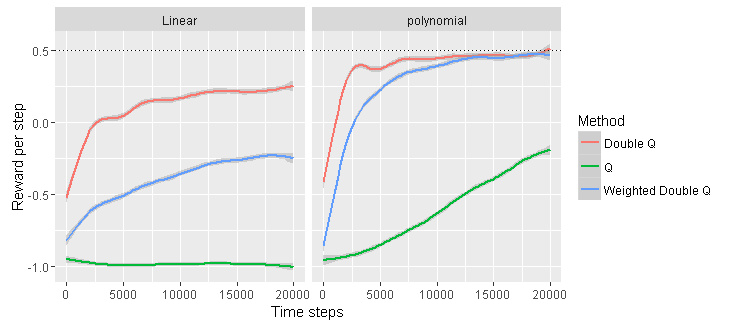 Linear
polynomial
0.5
0.0
-0.5
-1.0
Reward per step
0
5000
10000
15000
20000
0
5000
10000
15000
20000
Time steps
Method
Double Q
Q
Weighted Double Q